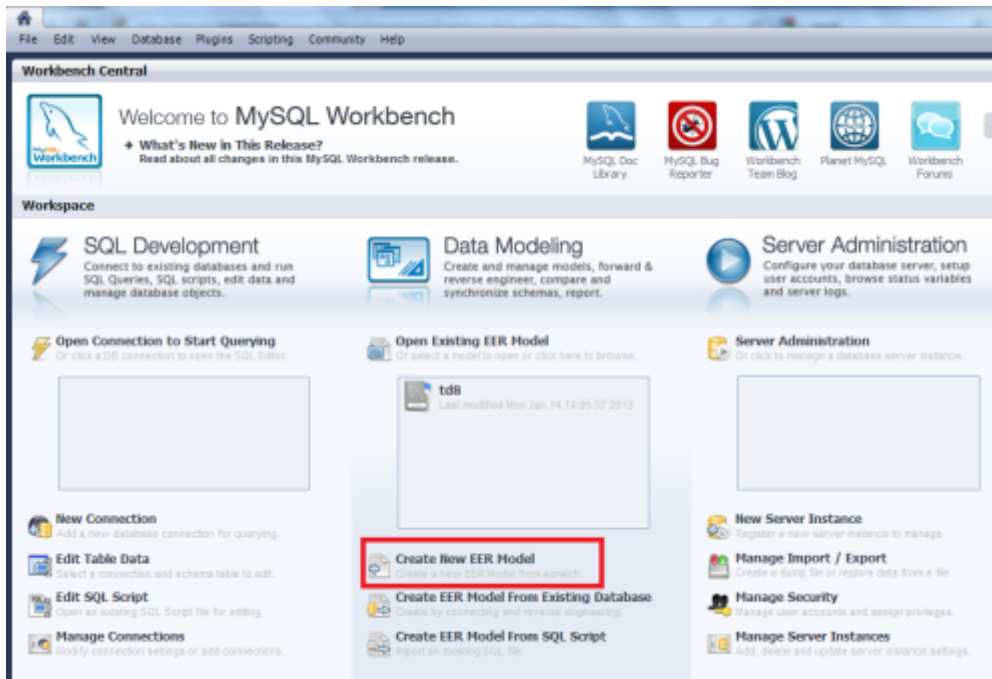 File Edit View Database Plugins Scripting Community Help
Workbench Central
Welcome to MySQL Workbench
What's New in This Release?
Read about all changes in this MySQL Workbench release.
MySQL
Workbench
MySQL Doc
Library
MySQL Bug
Reporter
Workbench
Team Blog
Planet MySQL
Workbench
Forums
Workspace
SQL Development
Connect to existing databases and run
SQL Queries, SQL scripts, edit data and
manage database objects.
Open Connection to Start Querying
Or click a DB connection to open the SQL Editor.
New Connection
Add a new database connection for querying.
Edit Table Data
Select a connection and schema table to edit.
Edit SQL Script
Open an existing SQL Script file for editing.
Manage Connections
Modify connection settings or add connections.
Data Modeling
Create and manage models, forward &
reverse engineer, compare and
synchronize schemas, report.
Open Existing EER Model
Or select a model to open or click here to browse.
td8
Last modified Mon Jan 14 14:05:37 2013
Create New EER Model
Create a new EER Model from scratch.
Create EER Model From Existing Database
Create by connecting and reverse engineering.
Create EER Model From SQL Script
Import an existing SQL file.
Server Administration
Configure your database server, setup
user accounts, browse status variables
and server logs.
Server Administration
Or click to manage a database server instance.
New Server Instance
Register a new server instance to manage.
Manage Import / Export
Create a dump file or restore data from a file.
Manage Security
Manage user accounts and assign privileges.
Manage Server Instances
Add, delete and update server instance settings.